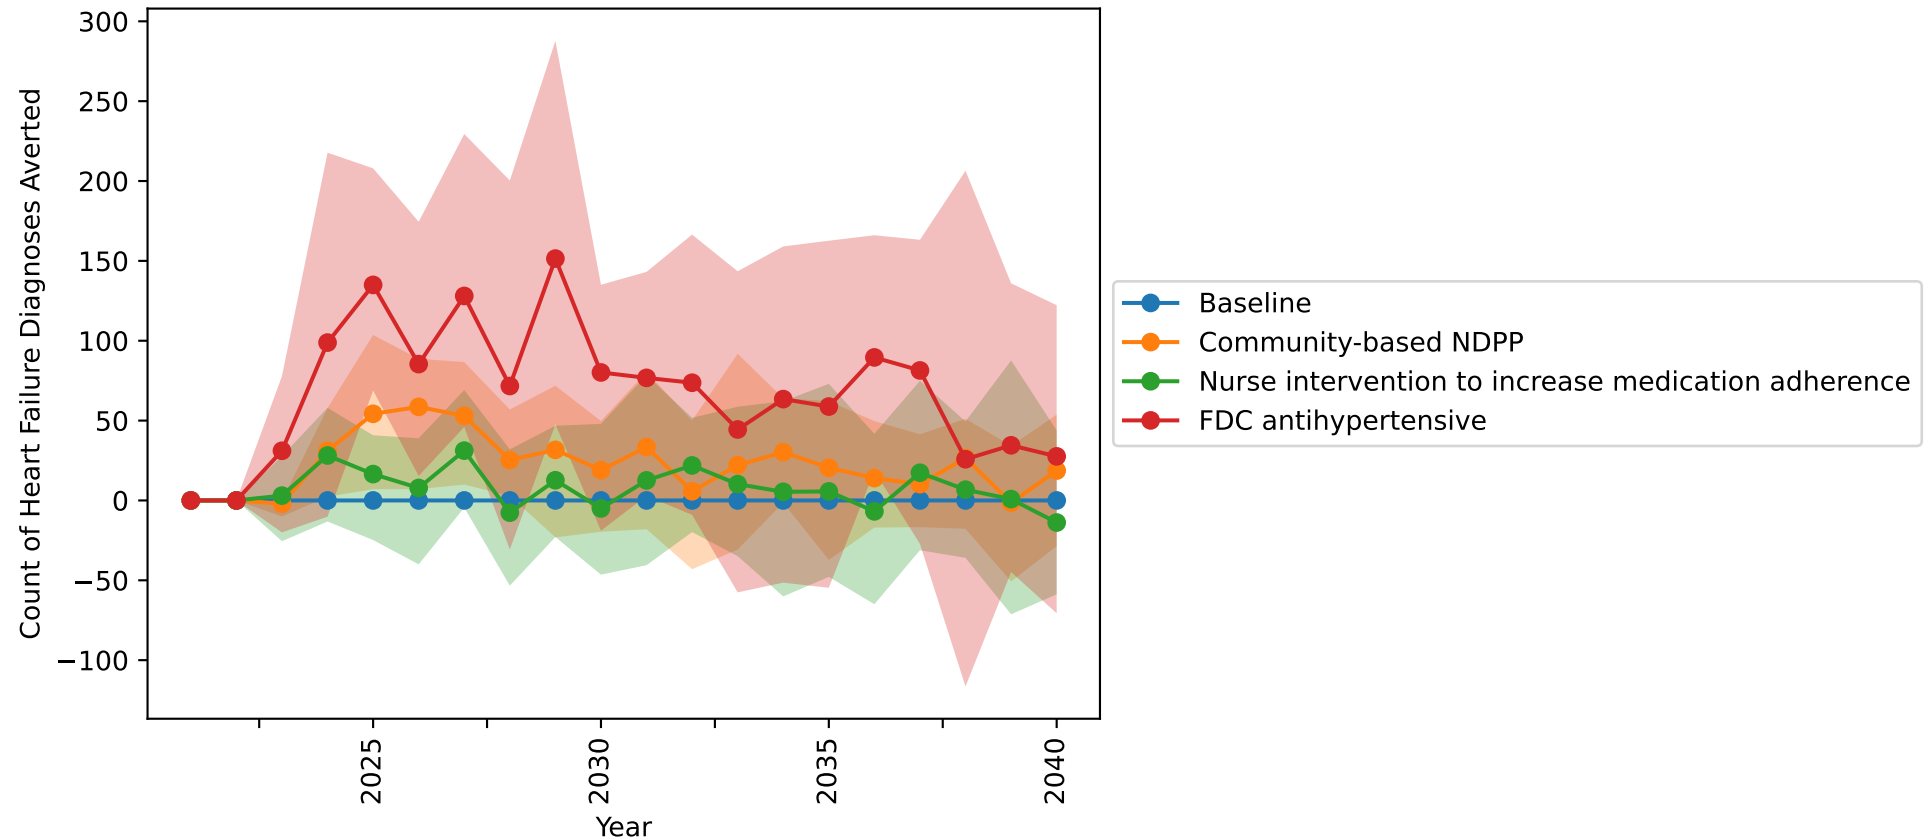 300
250
200
150
100
50
0
−50
−100
Count of Heart Failure Diagnoses Averted
2025
2030
2035
2040
Year
Baseline
Community-based NDPP
Nurse intervention to increase medication adherence
FDC antihypertensive